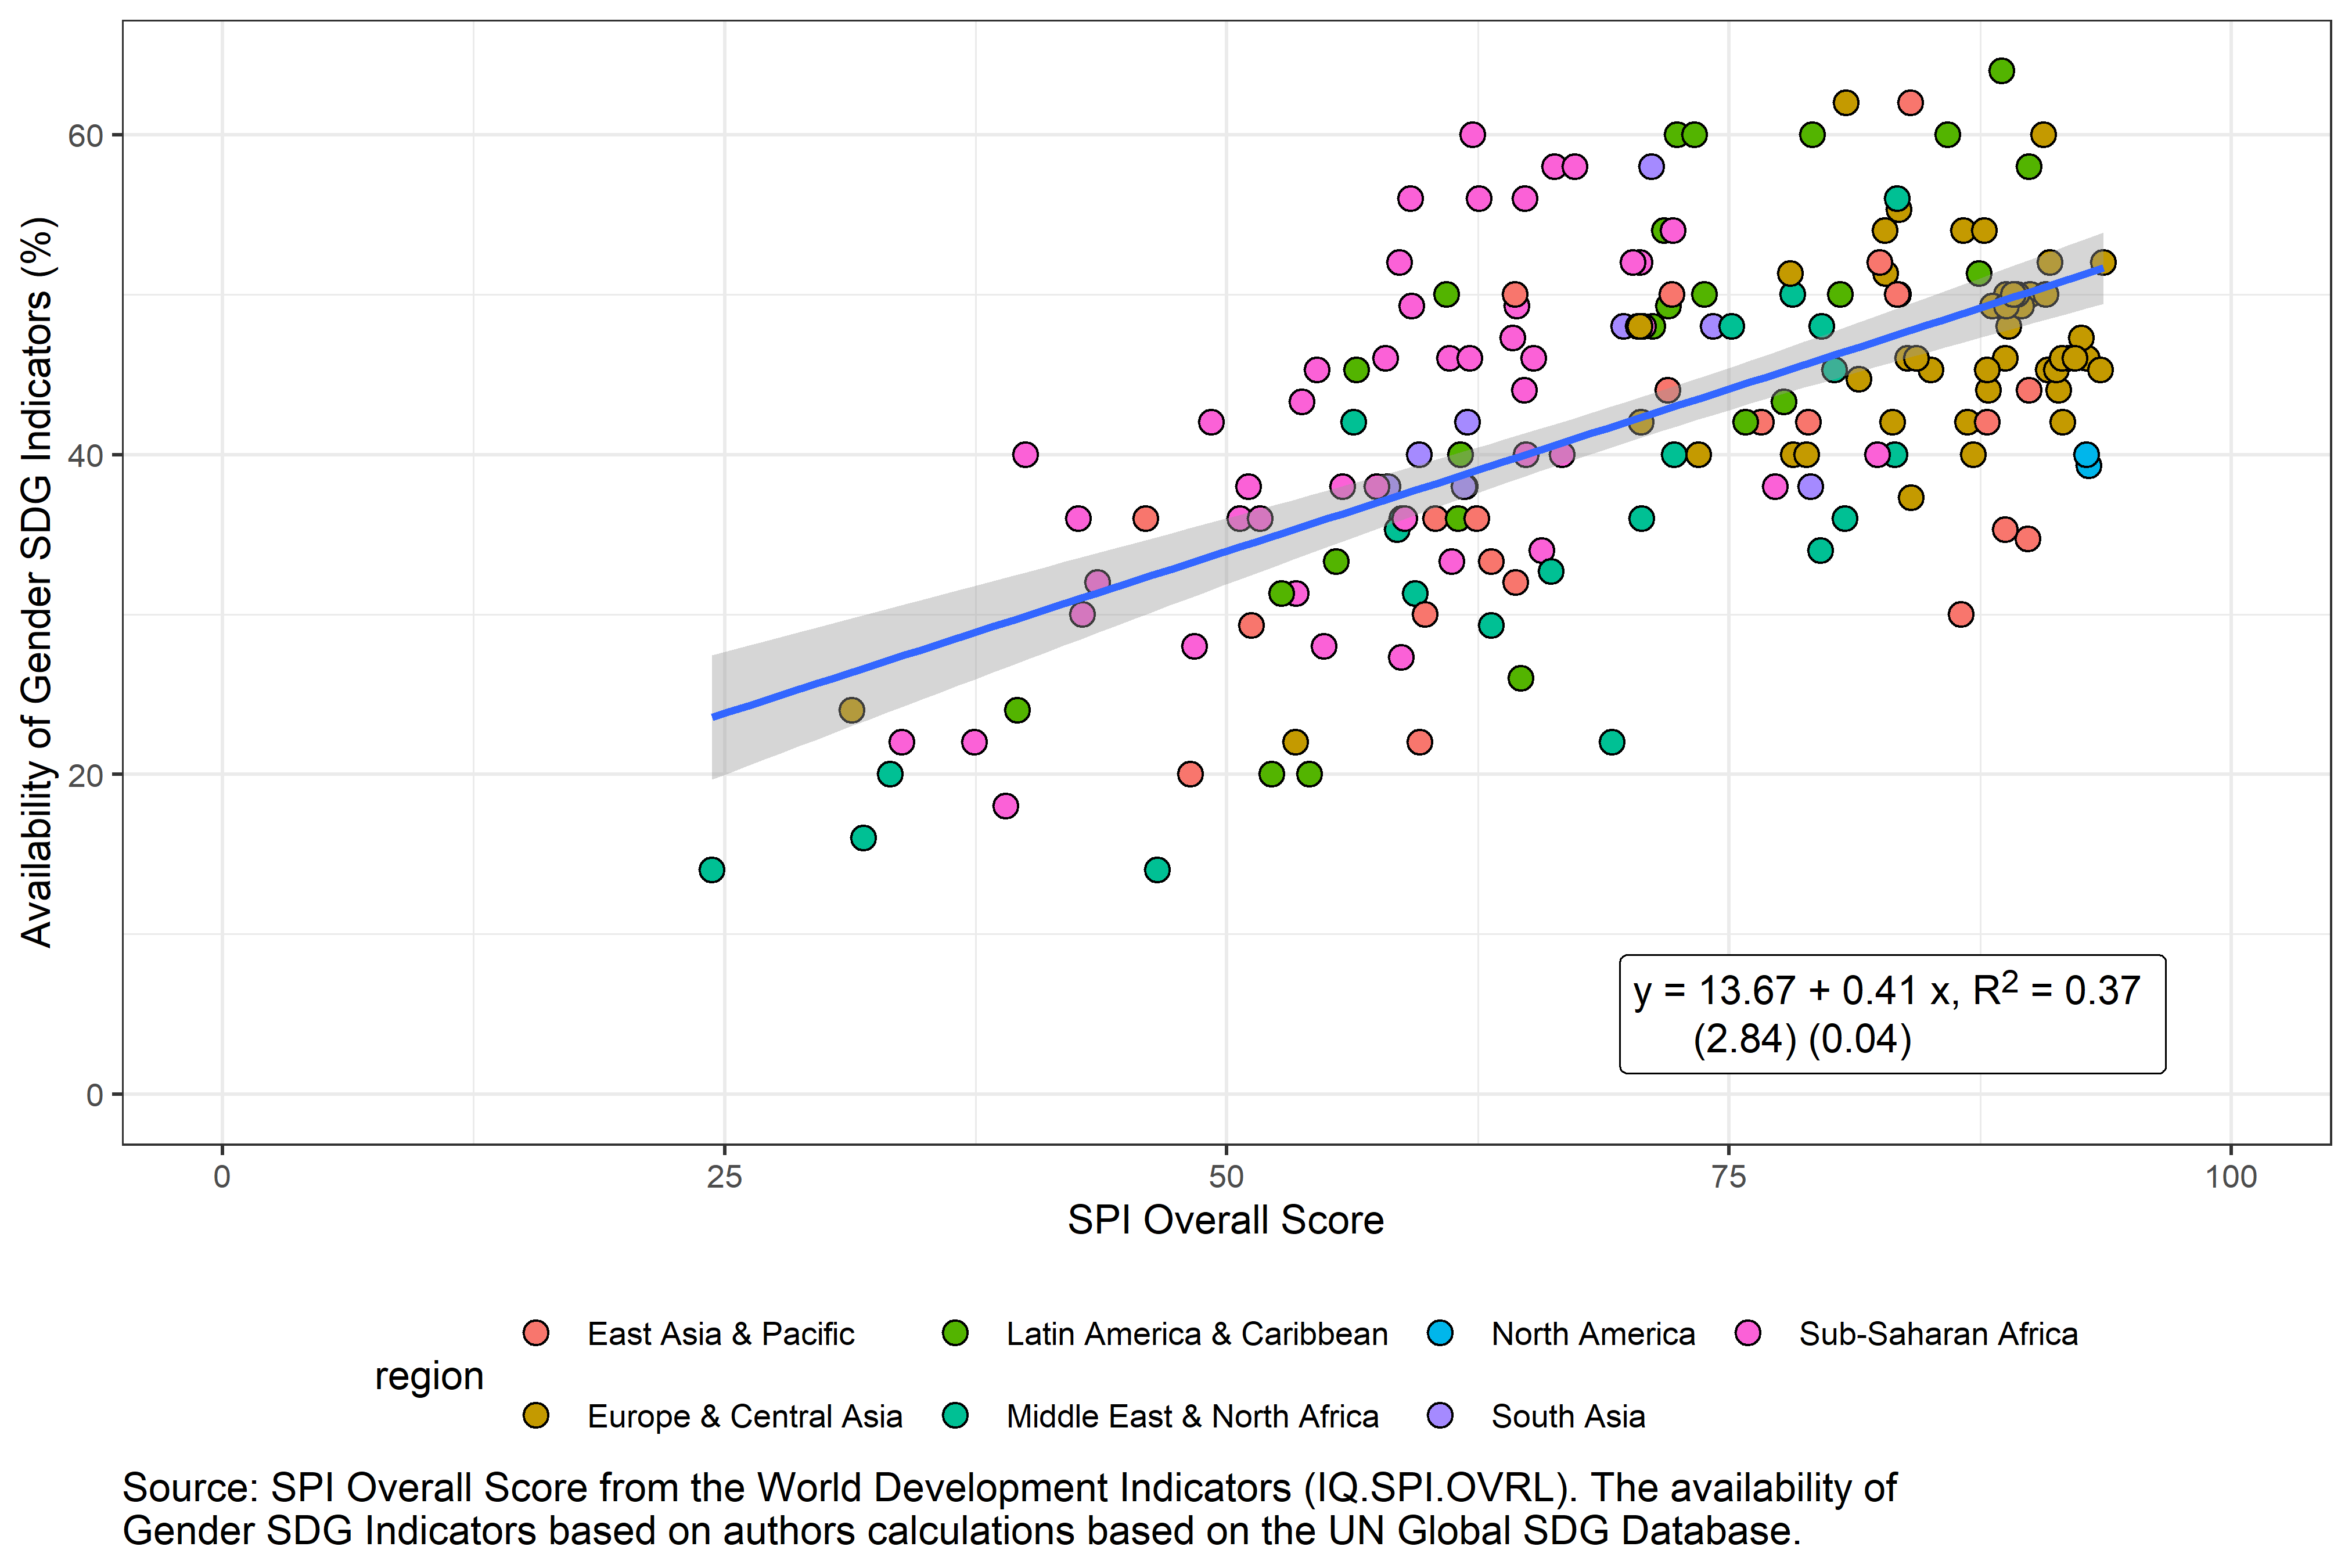 Availability of Gender SDG Indicators (%)
60
40
20
0
y = 13.67 + 0.41 x, R² = 0.37
(2.84) (0.04)
0 25 50 75 100
SPI Overall Score
region
East Asia & Pacific Latin America & Caribbean North America Sub-Saharan Africa
Europe & Central Asia Middle East & North Africa South Asia
Source: SPI Overall Score from the World Development Indicators (IQ.SPI.OVRL). The availability of
Gender SDG Indicators based on authors calculations based on the UN Global SDG Database.